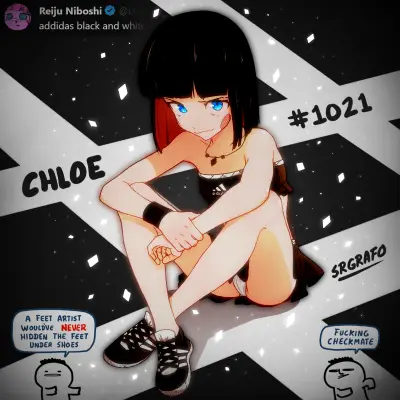 Reiju Niboshi
addidas black and whi
CHLOE
#1021
SRGRAFO
A FEET ARTIST
WOULDVE NEVER
HIDDEN THE FEET
UNDER SHOES
FUCKING
CHECKMATE
adidas